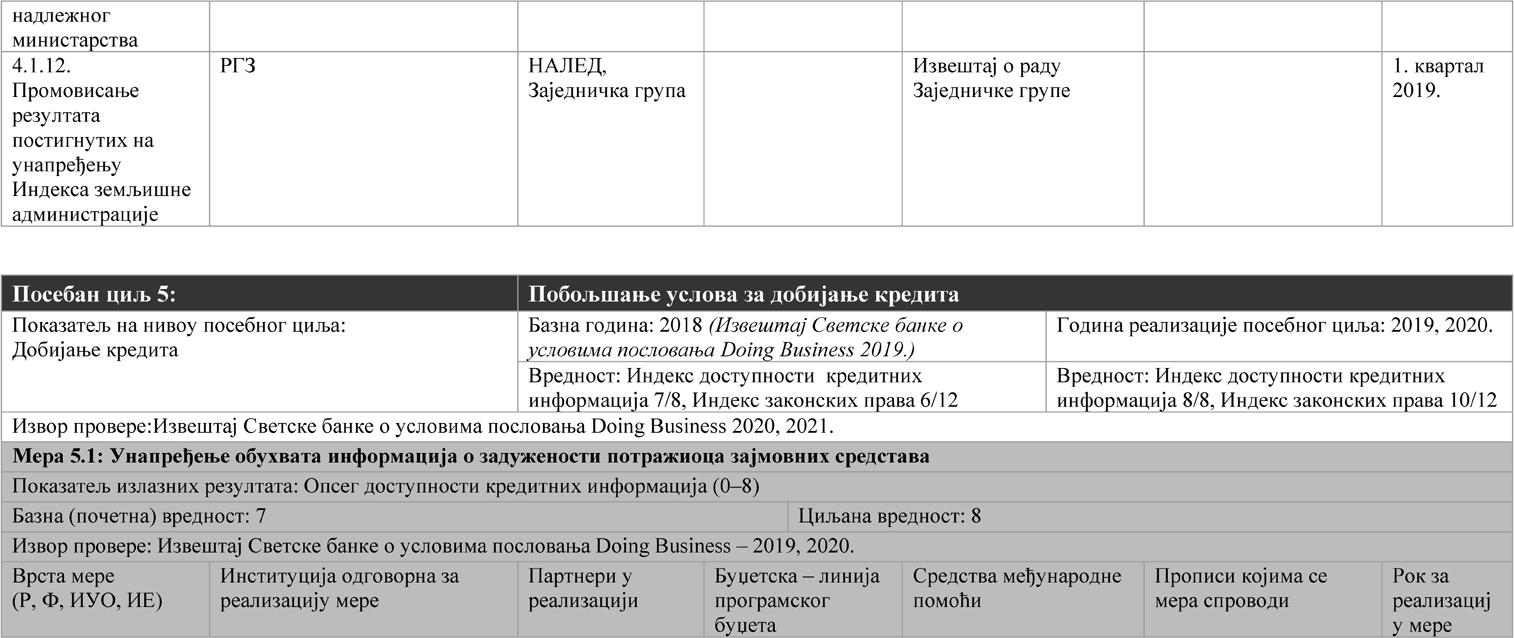 надлежног
министарства
4.1.12.
Промовисање
резултата
постигнутих на
унапређењу
Индекса земљишне
администрације
РГЗ
НАЛЕД,
Заједничка група
Извештај о раду
Заједничке групе
1. квартал
2019.
Посебан циљ 5:
Побољшање услова за добијање кредита
Показатељ на нивоу посебног циља:
Добијање кредита
Базна година: 2018 (Извештај Светске банке о
условима пословања Doing Business 2019.)
Година реализације посебног циља: 2019, 2020.
Вредност: Индекс доступности кредитних
информација 7/8, Индекс законских права 6/12
Вредност: Индекс доступности кредитних
информација 8/8, Индекс законских права 10/12
Извор провере:Извештај Светске банке о условима пословања Doing Business 2020, 2021.
Мера 5.1: Унапређење обухвата информација о задужености потражиоца зајмовних средстава
Показатељ излазних резултата: Опсег доступности кредитних информација (0–8)
Базна (почетна) вредност: 7
Циљана вредност: 8
Извор провере: Извештај Светске банке о условима пословања Doing Business – 2019, 2020.
Врста мере
(Р, Ф, ИУО, ИЕ)
Институција одговорна за
реализацију мере
Партнери у
реализацији
Буџетска – линија
програмског
буџета
Средства међународне
помоћи
Прописи којима се
мера спроводи
Рок за
реализациј
у мере